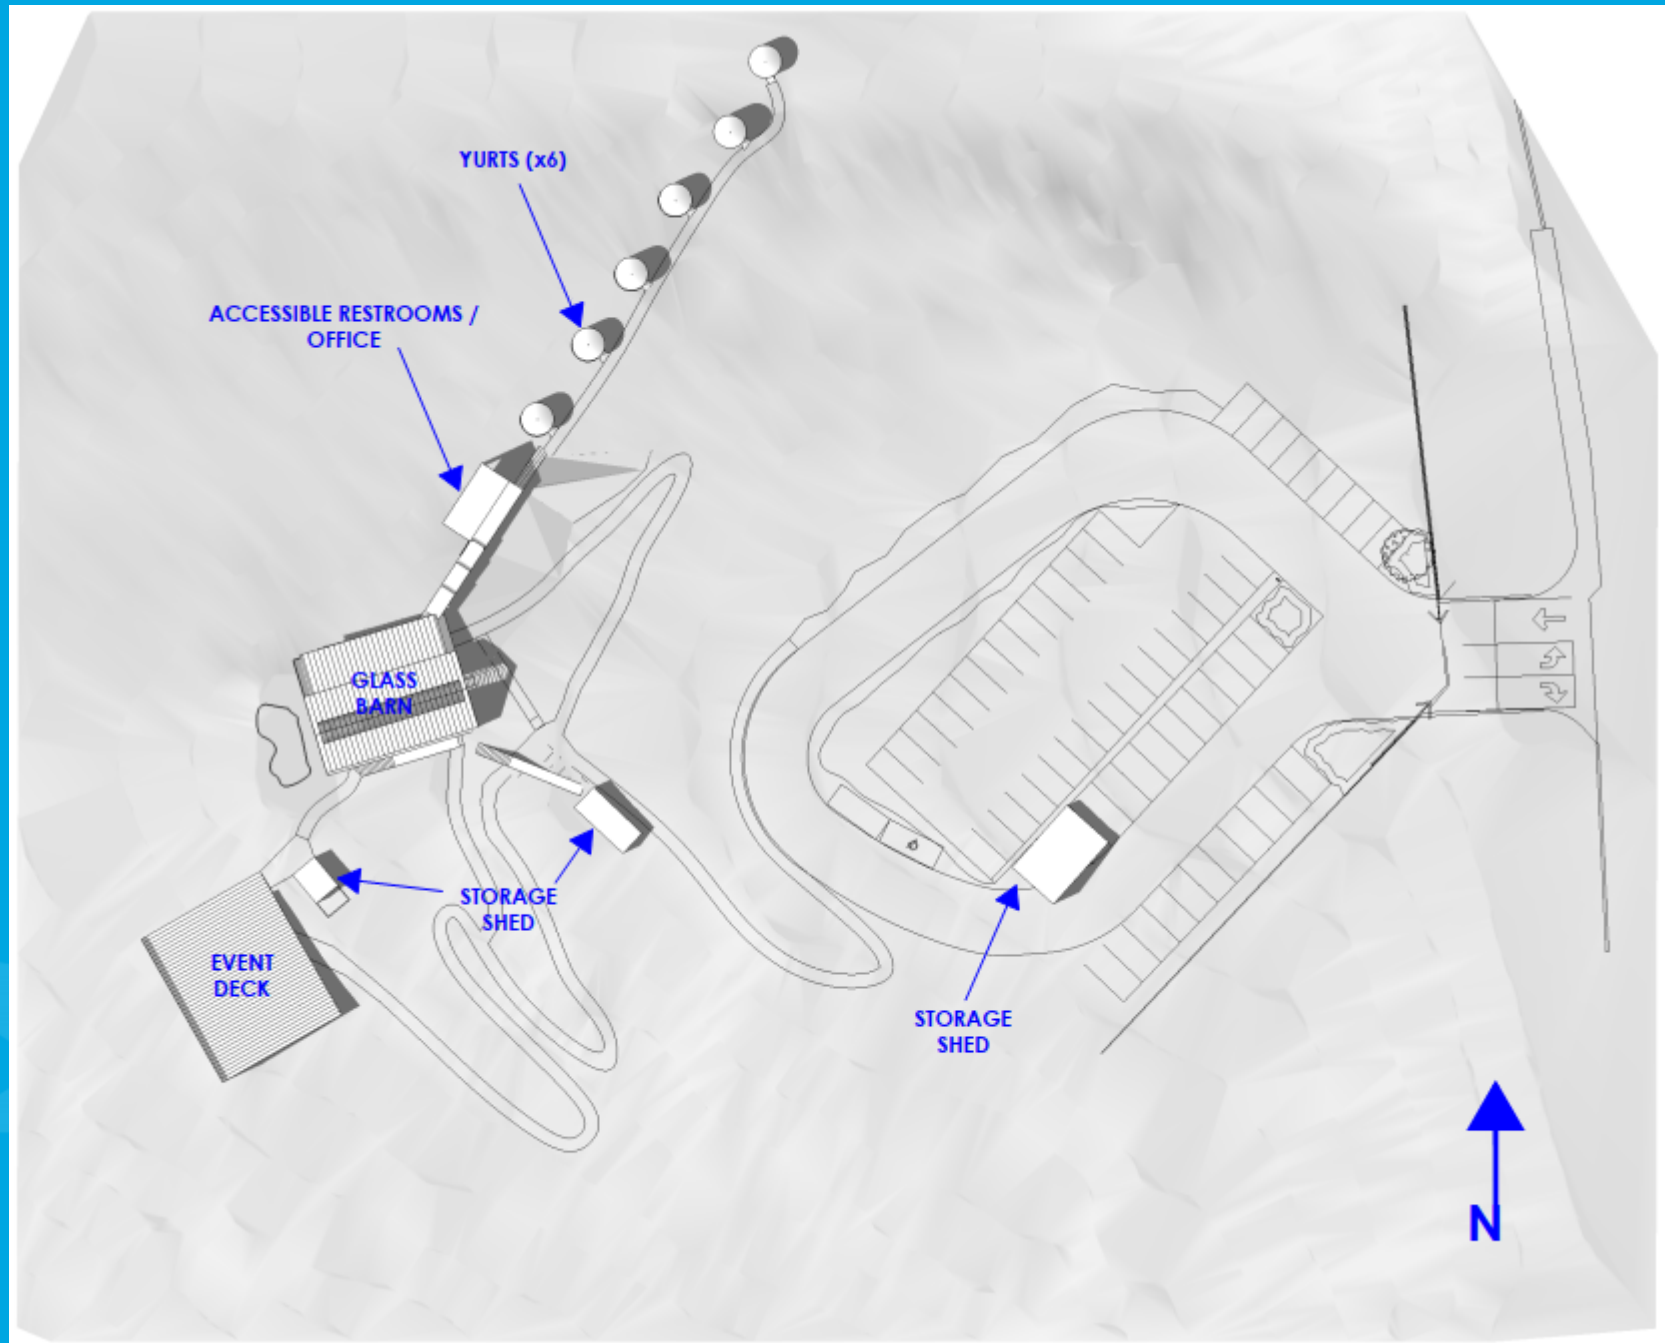 YURTS (x6)
ACCESSIBLE RESTROOMS /
OFFICE
GLASS
BARN
STORAGE
SHED
EVENT
DECK
STORAGE
SHED
N